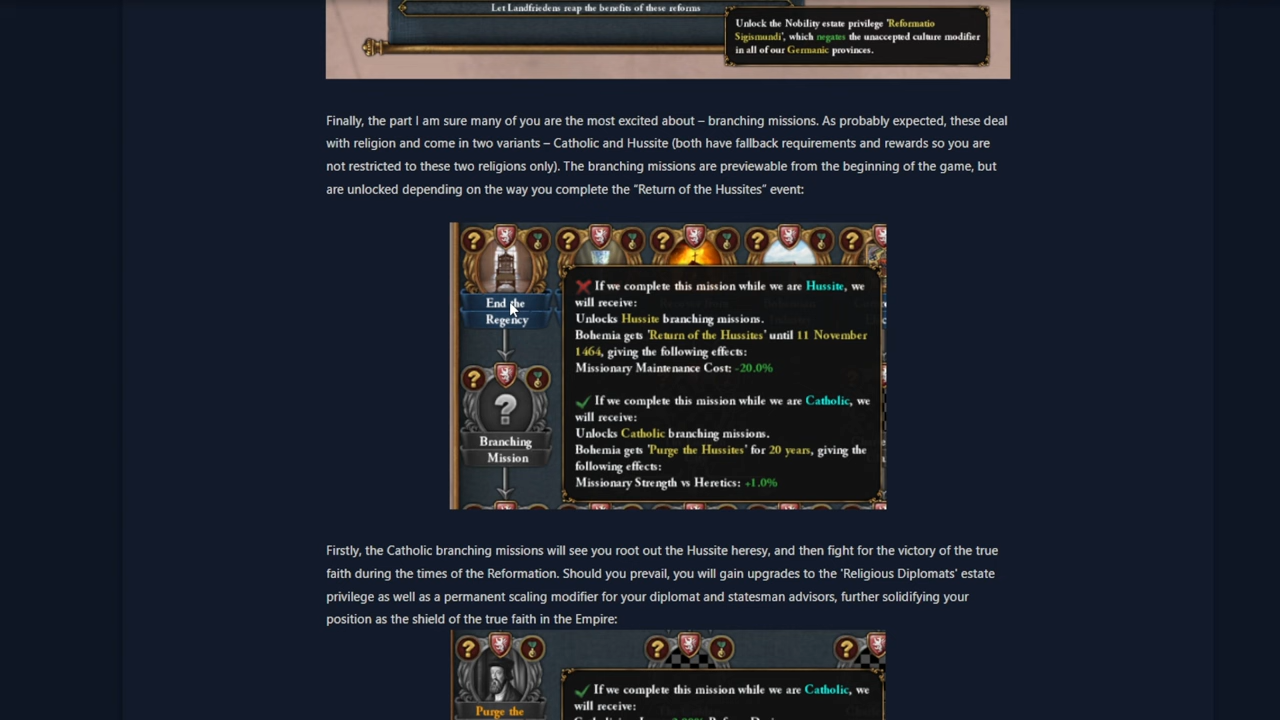 Let Landfriedens reap the benefits of these reforms
Unlock the Nobility estate privilege 'Reformatio
Sigismundi', which negates the unaccepted culture modifier
in all of our Germanic provinces.
Finally, the part I am sure many of you are the most excited about – branching missions. As probably expected, these deal
with religion and come in two variants – Catholic and Hussite (both have fallback requirements and rewards so you are
not restricted to these two religions only). The branching missions are previewable from the beginning of the game, but
are unlocked depending on the way you complete the “Return of the Hussites” event:
End the
Regency
Branching
Mission
If we complete this mission while we are Hussite, we
will receive:
Unlocks Hussite branching missions.
Bohemia gets 'Return of the Hussites' until 11 November
1464, giving the following effects:
Missionary Maintenance Cost: -20.0%
If we complete this mission while we are Catholic, we
will receive:
Unlocks Catholic branching missions.
Bohemia gets 'Purge the Hussites' for 20 years, giving the
following effects:
Missionary Strength vs Heretics: +1.0%
Firstly, the Catholic branching missions will see you root out the Hussite heresy, and then fight for the victory of the true
faith during the times of the Reformation. Should you prevail, you will gain upgrades to the 'Religious Diplomats' estate
privilege as well as a permanent scaling modifier for your diplomat and statesman advisors, further solidifying your
position as the shield of the true faith in the Empire:
Purge the
If we complete this mission while we are Catholic, we
will receive: